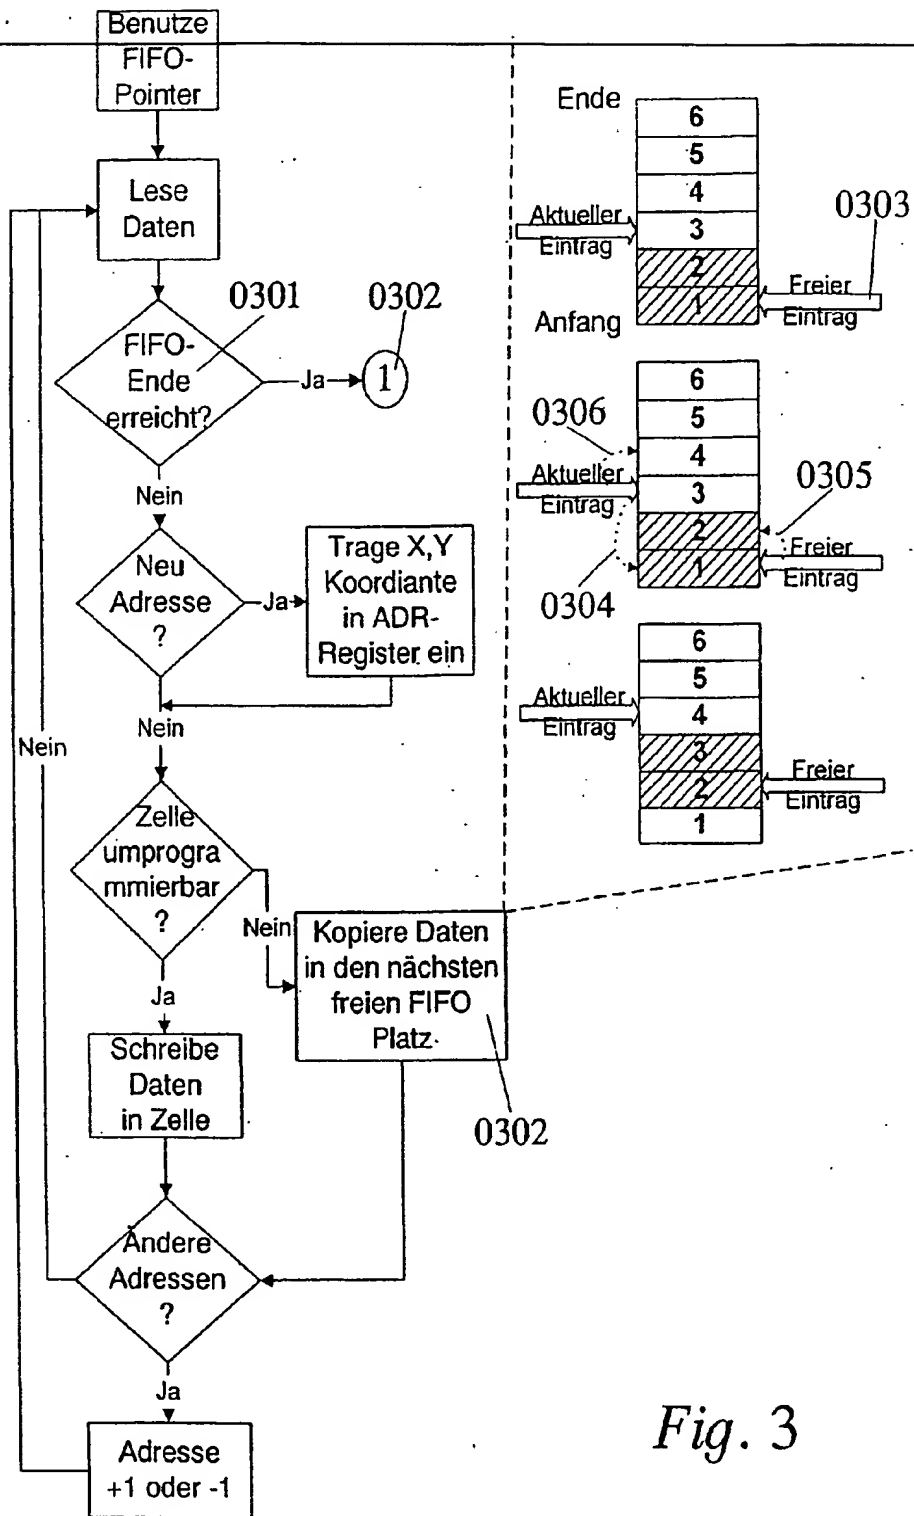 Benutze
FIFO-
Pointer
Lese
Daten
0301
0302
FIFO-
Ende
erreicht?
Ja
1
Nein
Neu
Adresse
?
Ja
Trage X,Y
Koordiante
in ADR-
Register ein
Nein
Nein
Zelle
umprogra
mmierbar
?
Nein
Kopiere Daten
in den nächsten
freien FIFO
Platz
0302
Ja
Schreibe
Daten
in Zelle
Ändere
Adressen
?
Ja
Adresse
+1 oder -1
Ende
6
5
4
3
2
1
Aktueller
Eintrag
0303
Freier
Eintrag
Anfang
6
5
4
3
2
1
0306
Aktueller
Eintrag
0305
0304
Freier
Eintrag
6
5
4
3
2
1
Aktueller
Eintrag
Freier
Eintrag
Fig. 3